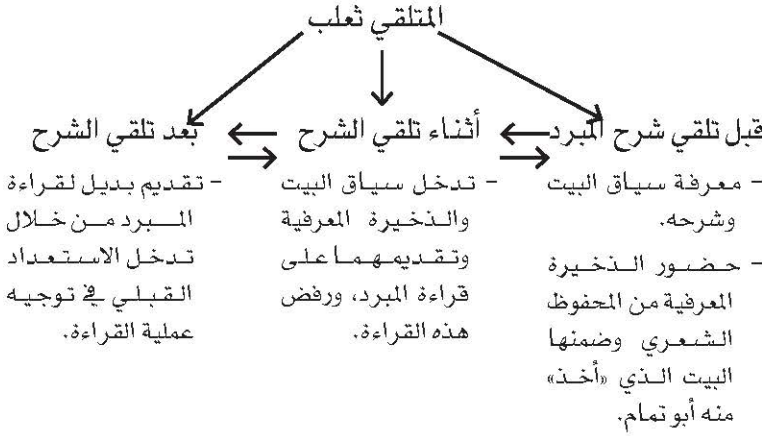 المتلقي ثعلب
قبل تلقي شرح المبرد
أثناء تلقي الشرح
بعد تلقي الشرح
- معرفة سياق البيت
وشرحه.
- حضور الذخيرة
المعرفية من المحفوظ
الشعري وضمنها
البيت الذي «أخذ»
منه أبو تمام.
- تدخل سياق البيت
والذخيرة المعرفية
وتقديمهما على
قراءة المبرد، ورفض
هذه القراءة.
- تقديم بديل لقراءة
المبرد من خلال
تدخل الاستعداد
القبلي في توجيه
عملية القراءة.